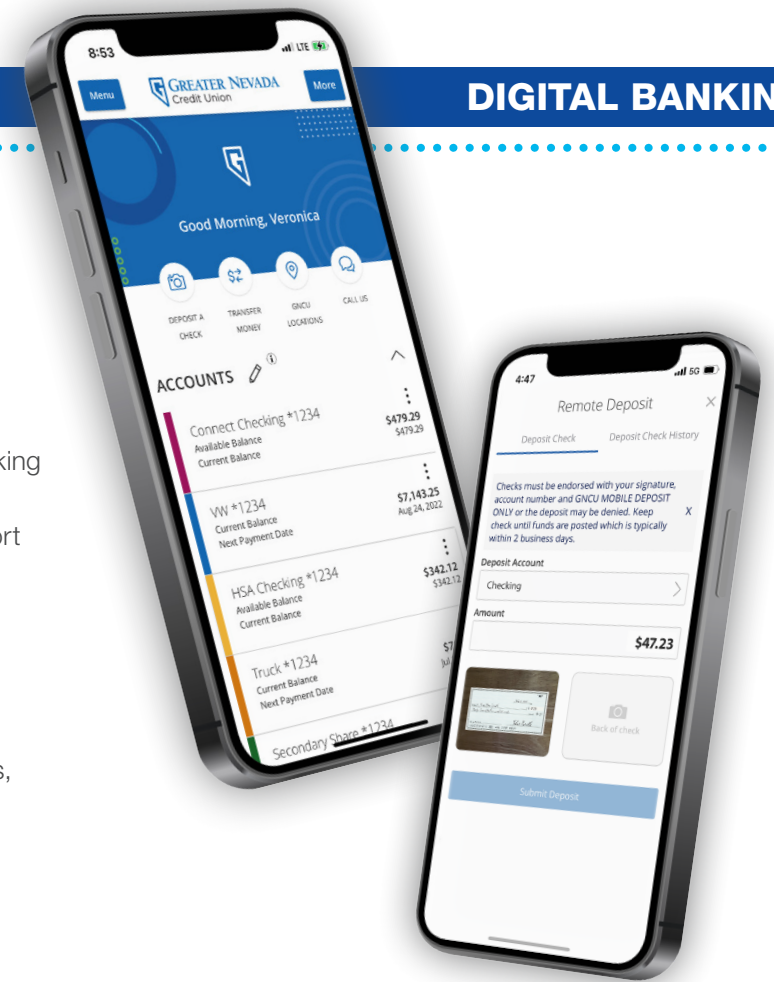 DIGITAL BANKIN
king
ort
s,
8:53
LTE
Menu
GREATER NEVADA
Credit Union
More
Good Morning, Veronica
DEPOSIT A
CHECK
TRANSFER
MONEY
GNCU
LOCATIONS
CALL US
ACCOUNTS
Connect Checking *1234
Available Balance $479.29
Current Balance $479.29
VW *1234
Current Balance $7,143.25
Next Payment Date Aug 24, 2022
HSA Checking *1234
Available Balance $342.12
Current Balance $342.12
Truck *1234
Current Balance $7
Next Payment Date Jul
Secondary Share *1234
4:47
5G
Remote Deposit
Deposit Check Deposit Check History
Checks must be endorsed with your signature,
account number and GNCU MOBILE DEPOSIT
ONLY or the deposit may be denied. Keep X
check until funds are posted which is typically
within 2 business days.
Deposit Account
Checking
Amount
$47.23
Back of check
Submit Deposit